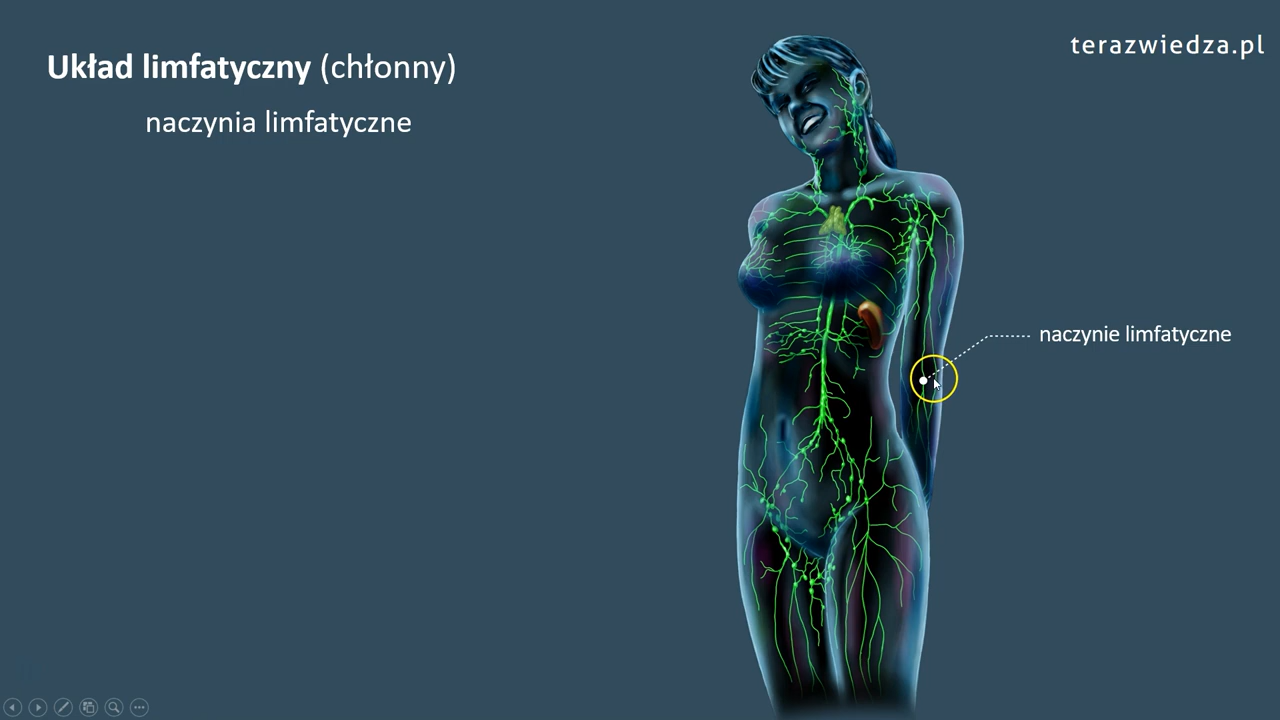 Układ limfatyczny (chłonny)
naczynia limfatyczne
terazwiedza.pl
naczynie limfatyczne